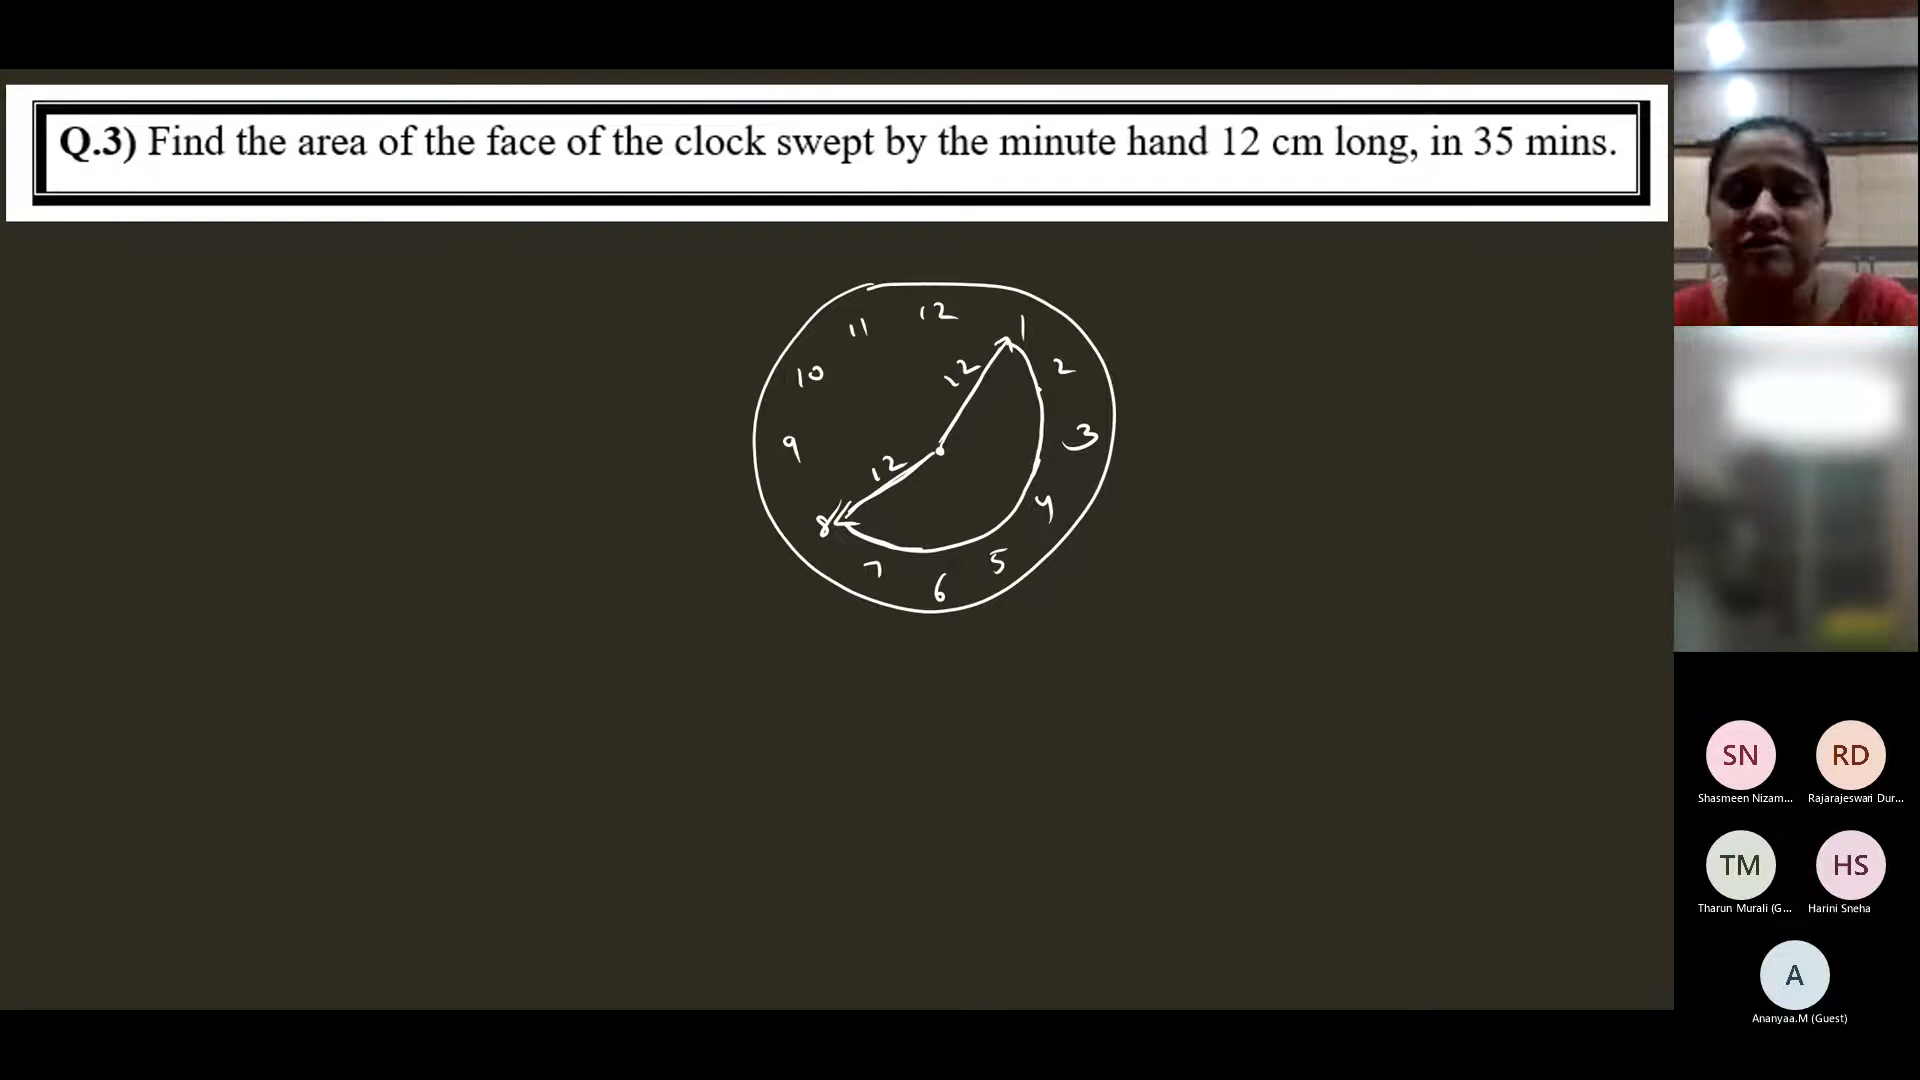 Q.3) Find the area of the face of the clock swept by the minute hand 12 cm long, in 35 mins.
12
11
1
10
2
12
9
3
12
8
4
7
5
6
SN
RD
Shasmeen Nizam...
Rajarajeswari Dur...
TM
HS
Tharun Murali (G...
Harini Sneha
A
Ananyaa.M (Guest)